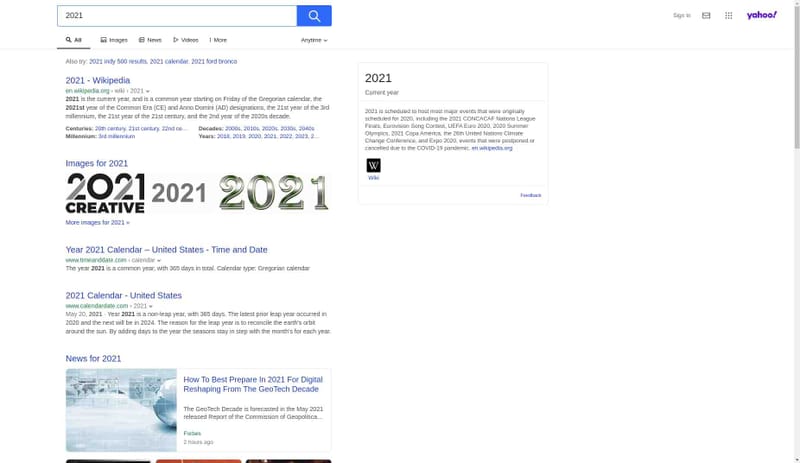 2021
Sign in
yahoo!
All
Images
News
Videos
More
Anytime
Also try: 2021 indy 500 results, 2021 calendar, 2021 ford bronco
2021 - Wikipedia
en.wikipedia.org › wiki › 2021
2021 is the current year, and is a common year starting on Friday of the Gregorian calendar, the
2021st year of the Common Era (CE) and Anno Domini (AD) designations, the 21st year of the 3rd
millennium, the 21st year of the 21st century, and the 2nd year of the 2020s decade.
Centuries: 20th century, 21st century, 22nd ce...
Decades: 2000s, 2010s, 2020s, 2030s, 2040s
Millennium: 3rd millennium
Years: 2018, 2019, 2020, 2021, 2022, 2023, 2...
Images for 2021
2021
CREATIVE
2021
2021
More Images for 2021 »
Year 2021 Calendar – United States - Time and Date
www.timeanddate.com › calendar
The year 2021 is a common year, with 365 days in total. Calendar type: Gregorian calendar
2021 Calendar - United States
www.calendardate.com › 2021
May 20, 2021 · Year 2021 is a non-leap year, with 365 days. The latest prior leap year occurred in
2020 and the next will be in 2024. The reason for the leap year is to reconcile the earth's orbit
around the sun. By adding days to the year the seasons stay in step with the month's for each year.
News for 2021
How To Best Prepare In 2021 For Digital
Reshaping From The GeoTech Decade
The GeoTech Decade is forecasted in the May 2021
released Report of the Commission of Geopolitica...
Forbes
2 hours ago
2021
Current year
2021 is scheduled to host most major events that were originally
scheduled for 2020, including the 2021 CONCACAF Nations League
Finals, Eurovision Song Contest, UEFA Euro 2020, 2020 Summer
Olympics, 2021 Copa América, the 26th United Nations Climate
Change Conference, and Expo 2020, events that were postponed or
cancelled due to the COVID-19 pandemic. en.wikipedia.org
W
Wiki
Feedback